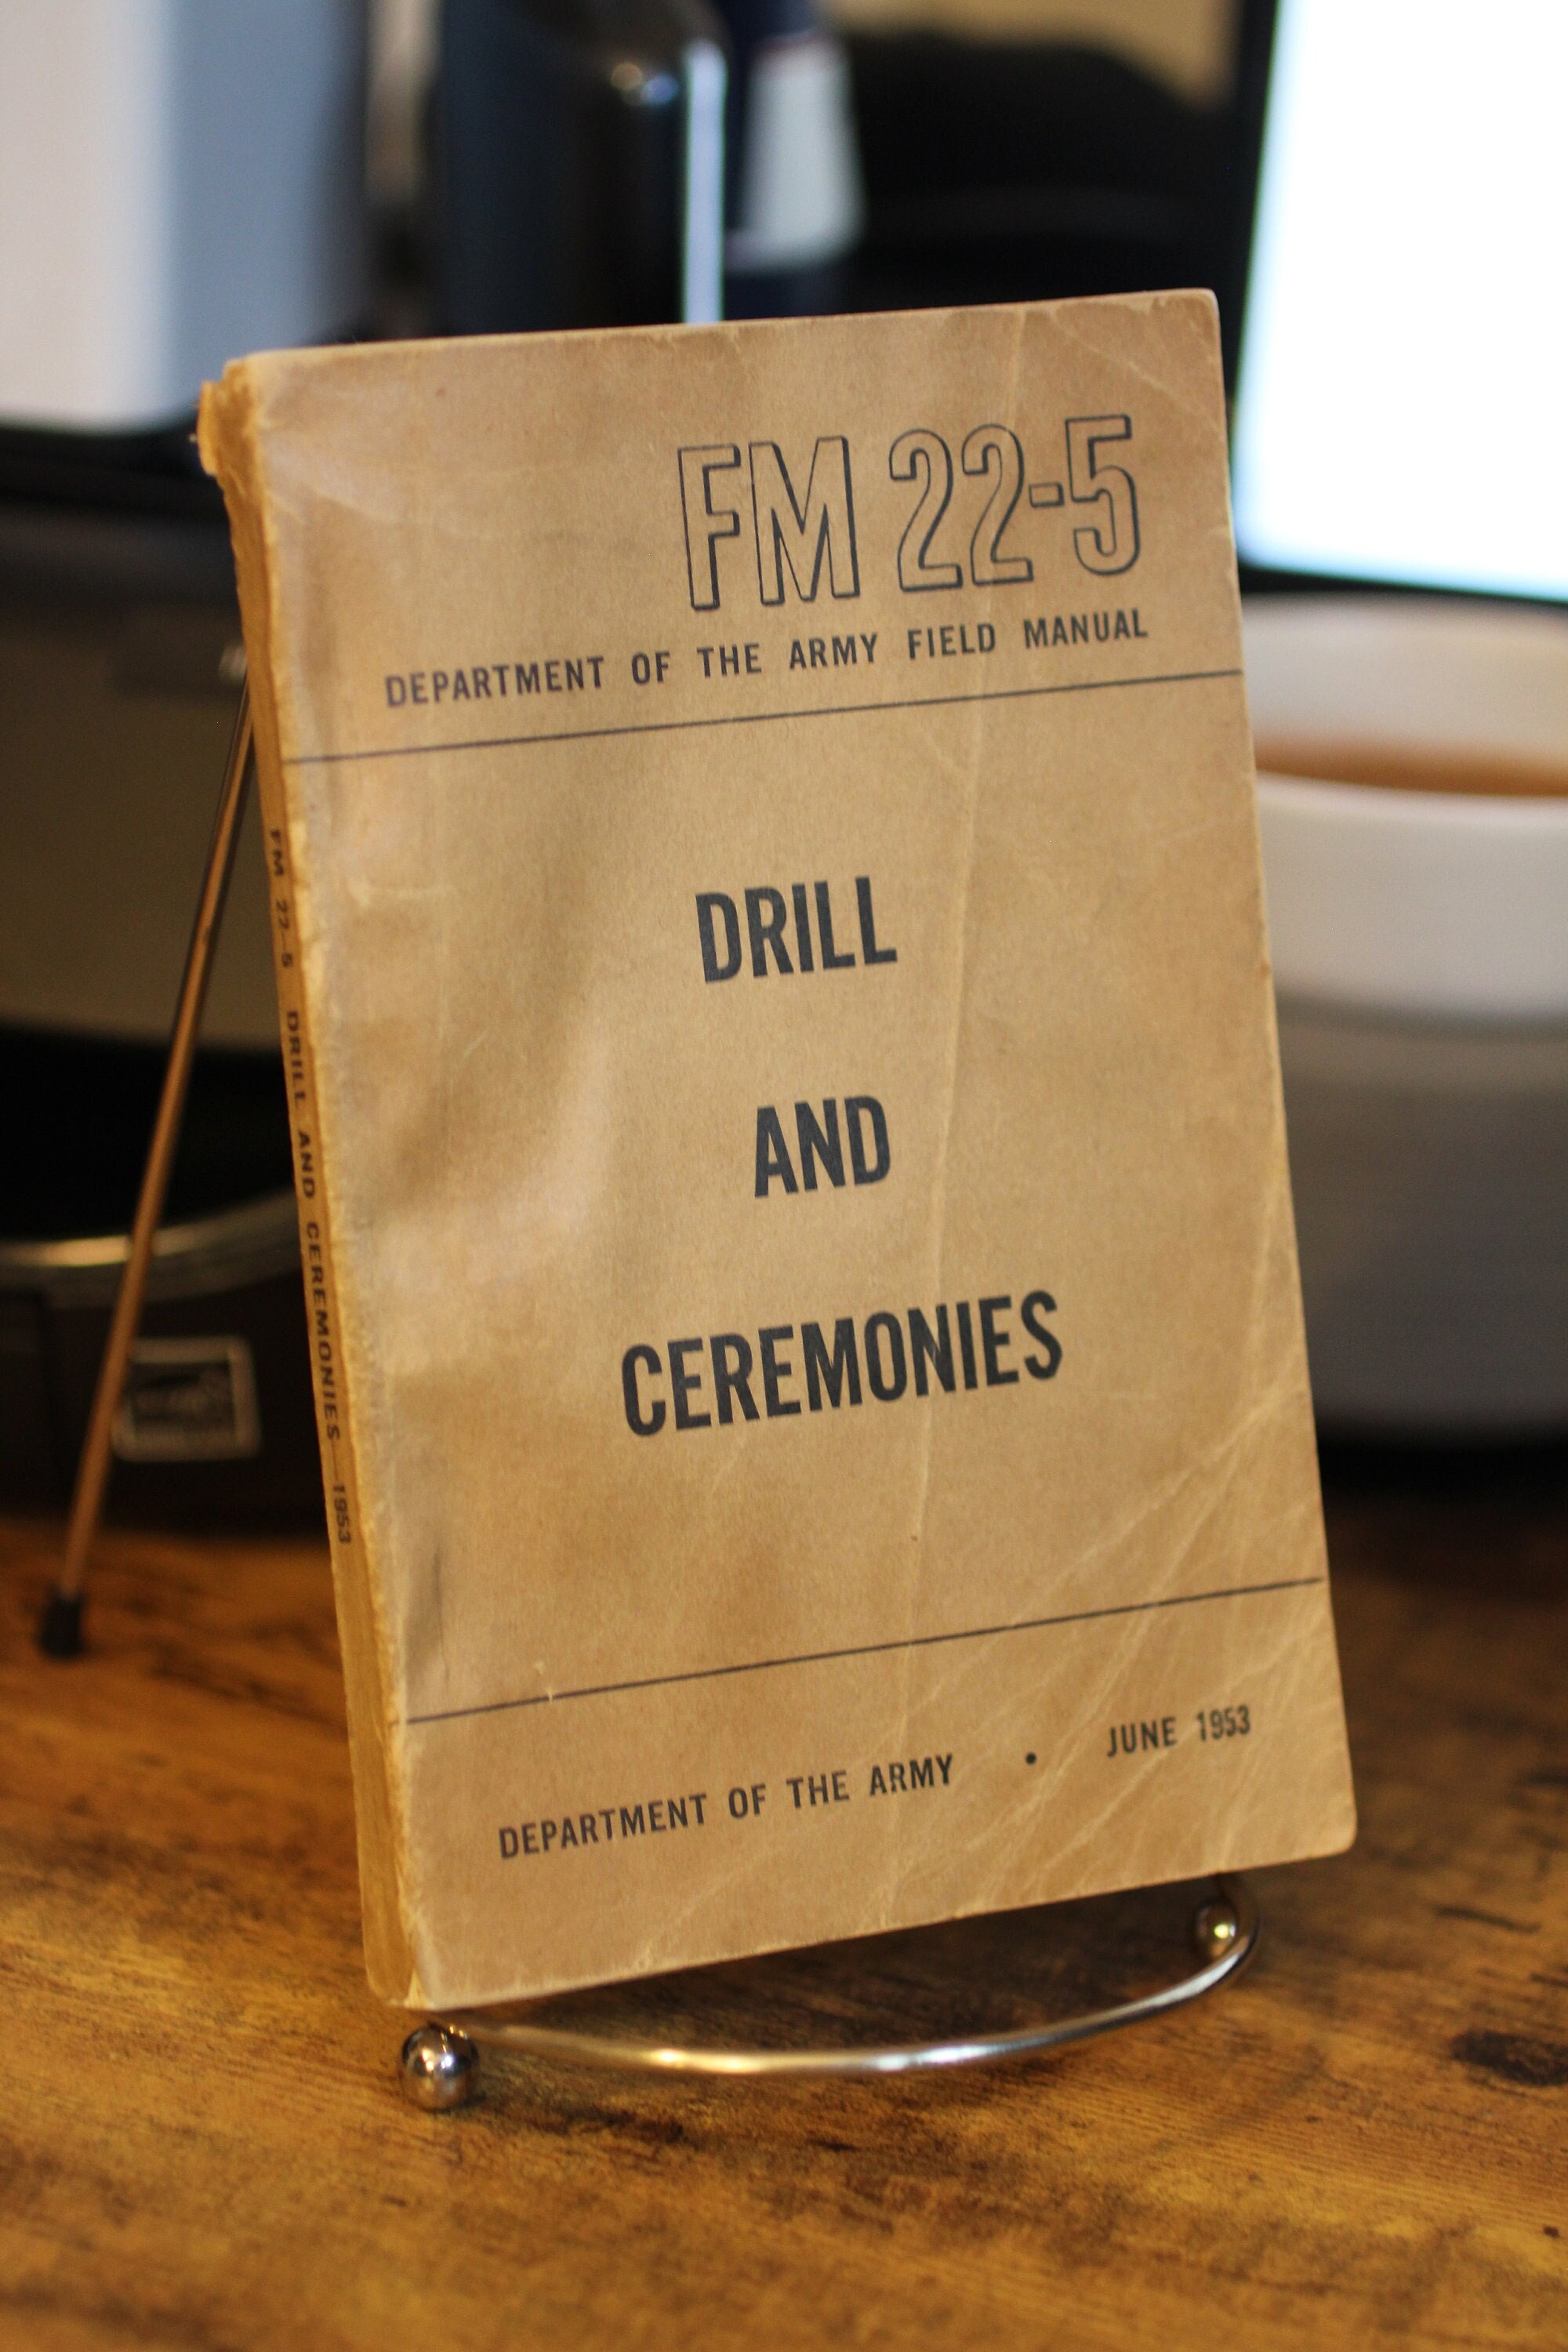 FM 22-5
DEPARTMENT OF THE ARMY FIELD MANUAL
DRILL
AND
CEREMONIES
DEPARTMENT OF THE ARMY • JUNE 1953
FM 22-5 DRILL AND CEREMONIES—1953